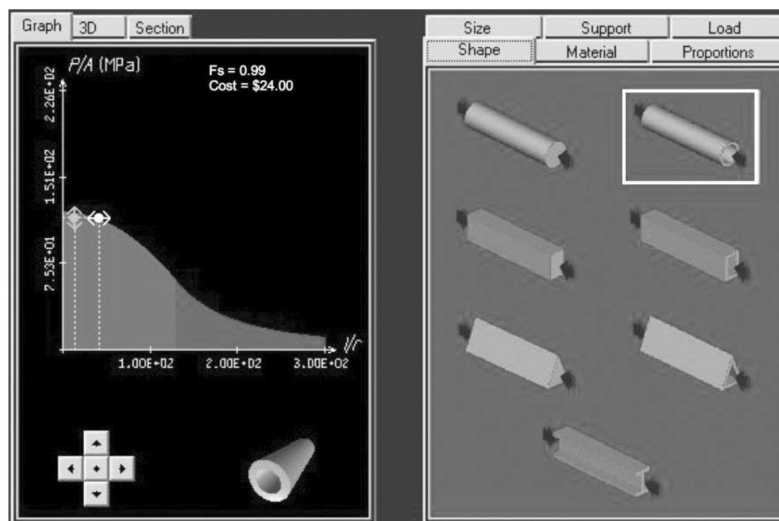 Graph 3D Section
P/A (MPa)
Fs = 0.99
Cost = $24.00
2.26E+02
1.51E+02
7.53E+01
1.00E+02 2.00E+02 3.00E+02
l/r
Size Support Load
Shape Material Proportions